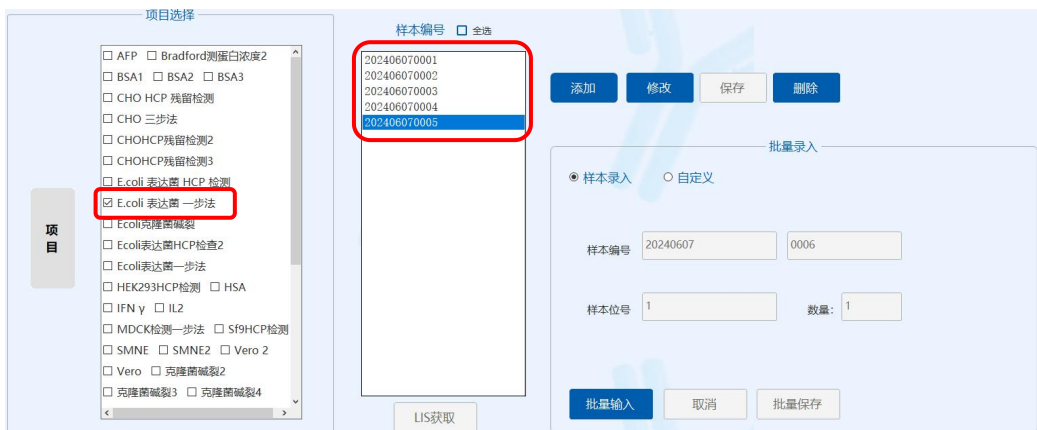 项目选择
项目
AFP Bradford测蛋白浓度2
BSA1 BSA2 BSA3
CHO HCP 残留检测
CHO 三步法
CHOHCP残留检测2
CHOHCP残留检测3
E.coli 表达菌 HCP 检测
E.coli 表达菌 一步法
Ecoli克隆菌碱裂
Ecoli表达菌HCP检查2
Ecoli表达菌一步法
HEK293HCP检测 HSA
IFN γ IL2
MDCK检测一步法 Sf9HCP检测
SMNE SMNE2 Vero 2
Vero 克隆菌碱裂2
克隆菌碱裂3 克隆菌碱裂4
样本编号 全选
202406070001
202406070002
202406070003
202406070004
202406070005
LIS获取
添加 修改 保存 删除
批量录入
样本录入 自定义
样本编号 20240607 0006
样本位号 1 数量: 1
批量输入 取消 批量保存